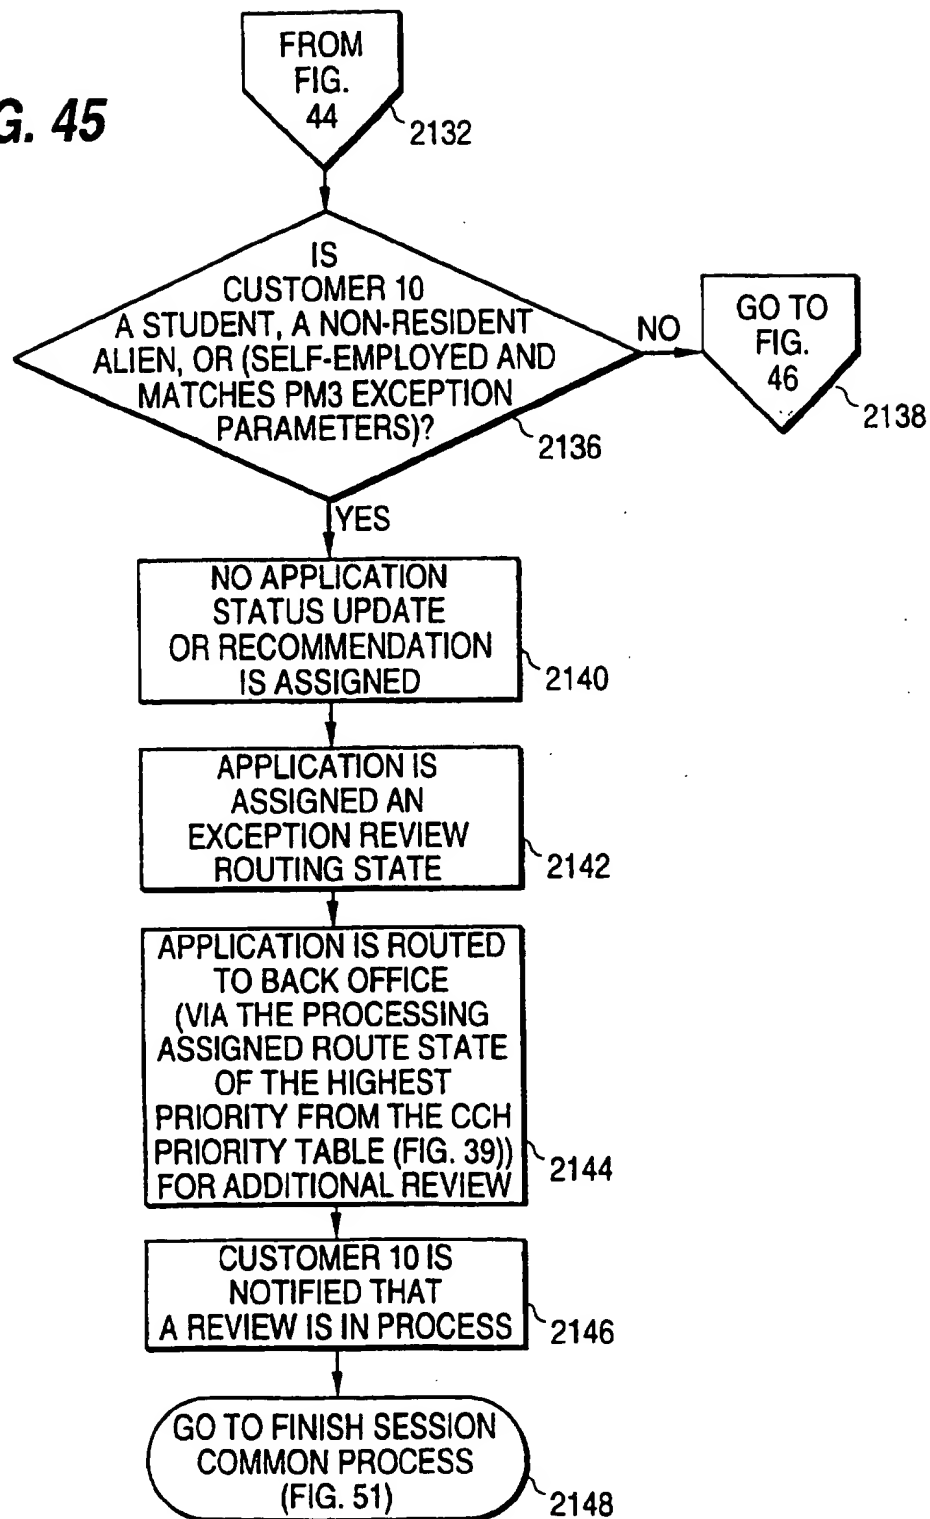 G. 45
FROM
FIG.
44
2132
IS
CUSTOMER 10
A STUDENT, A NON-RESIDENT
ALIEN, OR (SELF-EMPLOYED AND
MATCHES PM3 EXCEPTION
PARAMETERS)?
2136
NO
GO TO
FIG.
46
2138
YES
NO APPLICATION
STATUS UPDATE
OR RECOMMENDATION
IS ASSIGNED
2140
APPLICATION IS
ASSIGNED AN
EXCEPTION REVIEW
ROUTING STATE
2142
APPLICATION IS ROUTED
TO BACK OFFICE
(VIA THE PROCESSING
ASSIGNED ROUTE STATE
OF THE HIGHEST
PRIORITY FROM THE CCH
PRIORITY TABLE (FIG. 39))
FOR ADDITIONAL REVIEW
2144
CUSTOMER 10 IS
NOTIFIED THAT
A REVIEW IS IN PROCESS
2146
GO TO FINISH SESSION
COMMON PROCESS
(FIG. 51)
2148